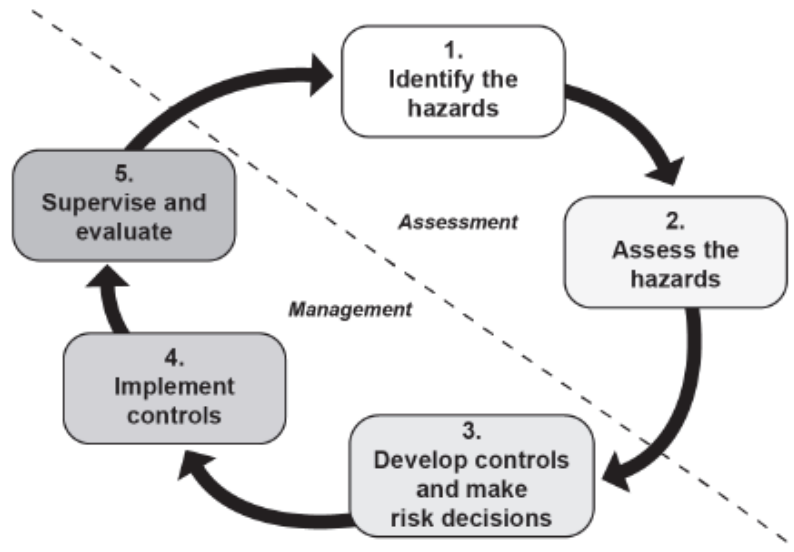 1.
Identify the
hazards
2.
Assess the
hazards
3.
Develop controls
and make
risk decisions
4.
Implement
controls
5.
Supervise and
evaluate
Assessment
Management